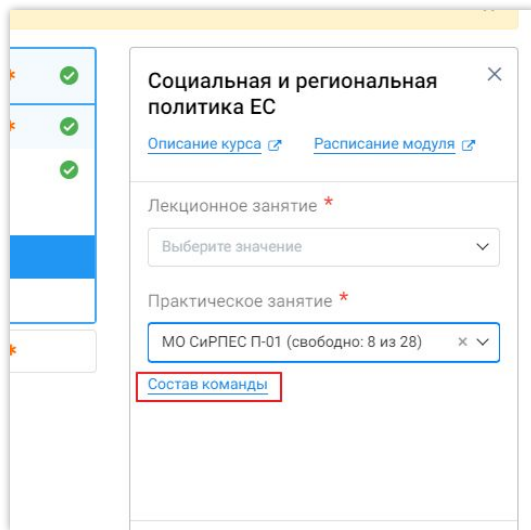 Социальная и региональная
политика ЕС
Описание курса Расписание модуля
Лекционное занятие *
Выберите значение
Практическое занятие *
МО СиРПЕС П-01 (свободно: 8 из 28)
Состав команды